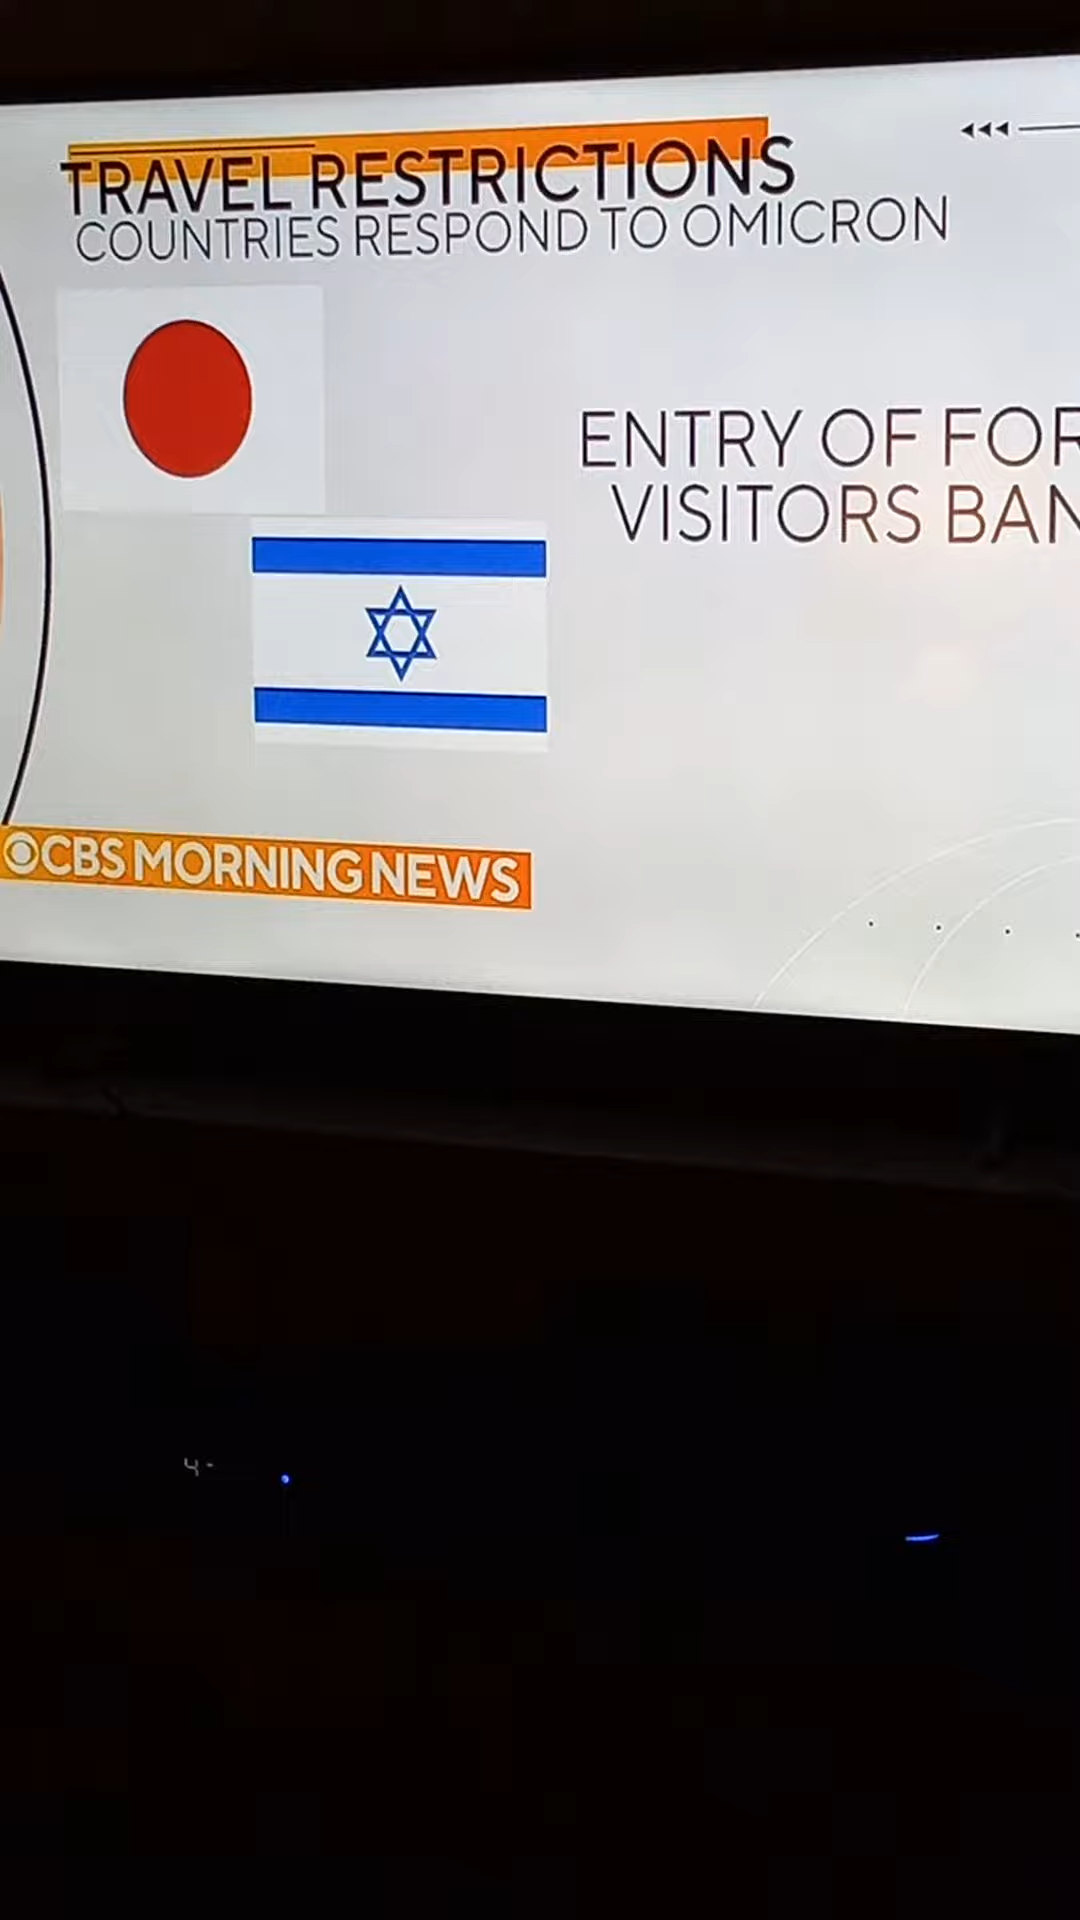 TRAVEL RESTRICTIONS
COUNTRIES RESPOND TO OMICRON
ENTRY OF FOR
VISITORS BAN
CBS MORNING NEWS